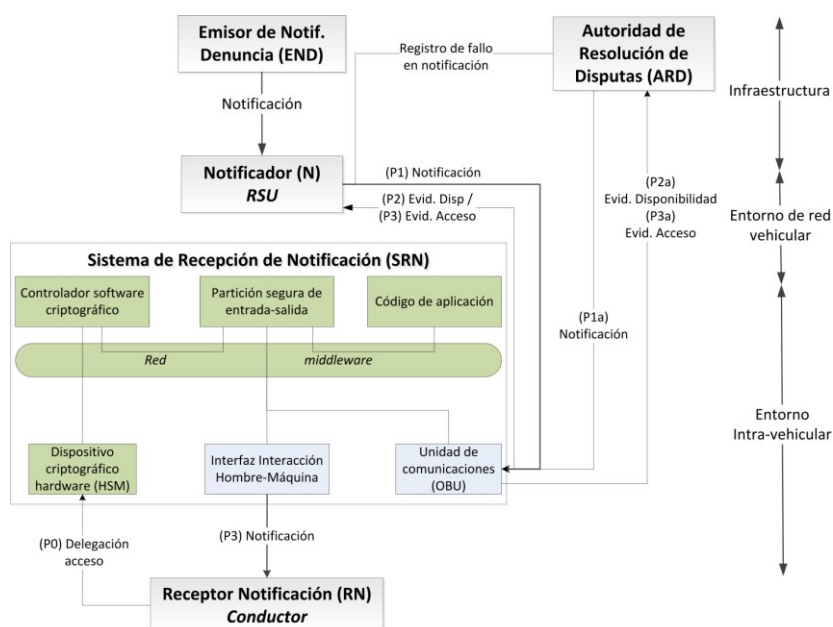 Emisor de Notif.
Denuncia (END)
Autoridad de
Resolución de
Disputas (ARD)
Registro de fallo
en notificación
Infraestructura
Notificación
Notificador (N)
RSU
(P1) Notificación
(P2) Evid. Disp /
(P3) Evid. Acceso
(P2a)
Evid. Disponibilidad
(P3a)
Evid. Acceso
Entorno de red
vehicular
Sistema de Recepción de Notificación (SRN)
Controlador software
criptográfico
Partición segura de
entrada-salida
Código de aplicación
(P1a)
Notificación
Red
middleware
Entorno
Intra-vehicular
Dispositivo
criptográfico
hardware (HSM)
Interfaz Interacción
Hombre-Máquina
Unidad de
comunicaciones
(OBU)
(P0) Delegación
acceso
(P3) Notificación
Receptor Notificación (RN)
Conductor